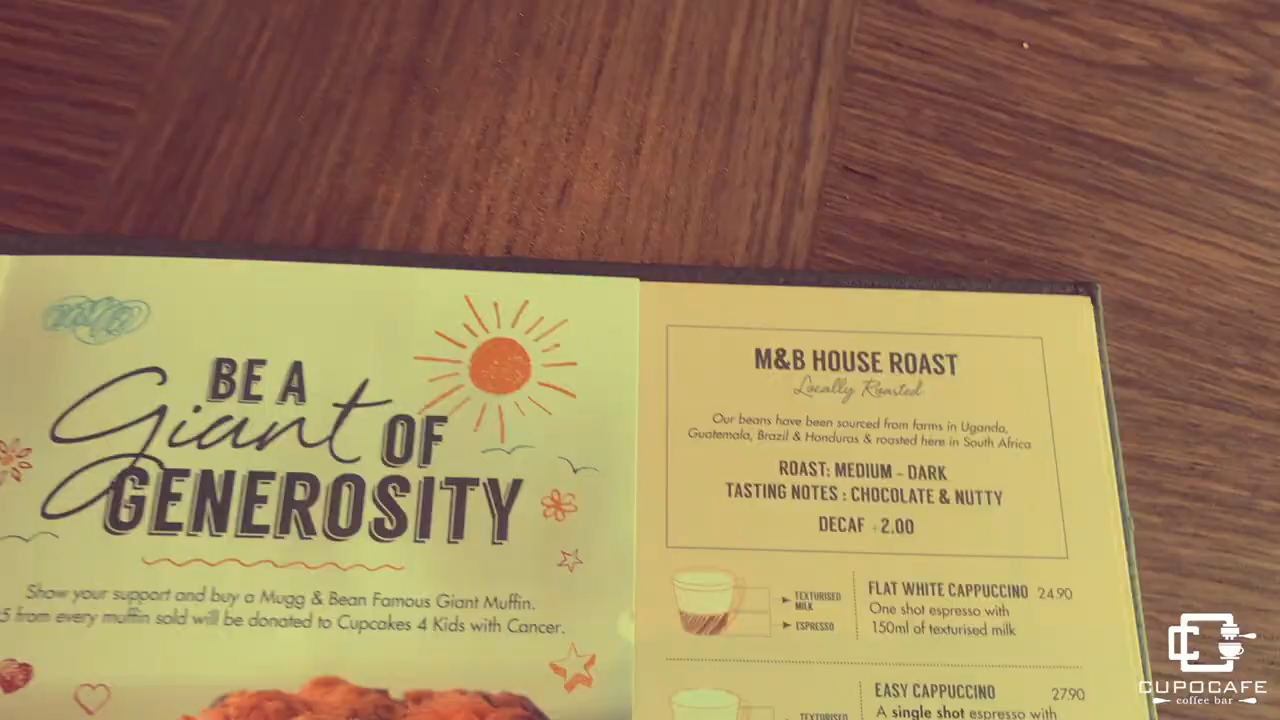 BE A
Giant OF
GENEROSITY
Show your support and buy a Mugg & Bean Famous Giant Muffin.
5 from every muffin sold will be donated to Cupcakes 4 Kids with Cancer.
M&B HOUSE ROAST
Locally Roasted
Our beans have been sourced from farms in Uganda,
Guatemala, Brazil & Honduras & roasted here in South Africa
ROAST: MEDIUM - DARK
TASTING NOTES : CHOCOLATE & NUTTY
DECAF +2.00
TEXTURISED
MILK
ESPRESSO
FLAT WHITE CAPPUCCINO 24.90
One shot espresso with
150ml of texturised milk
EASY CAPPUCCINO 27.90
A single shot espresso with
TEXTURISED
CUPOCAFE
coffee bar